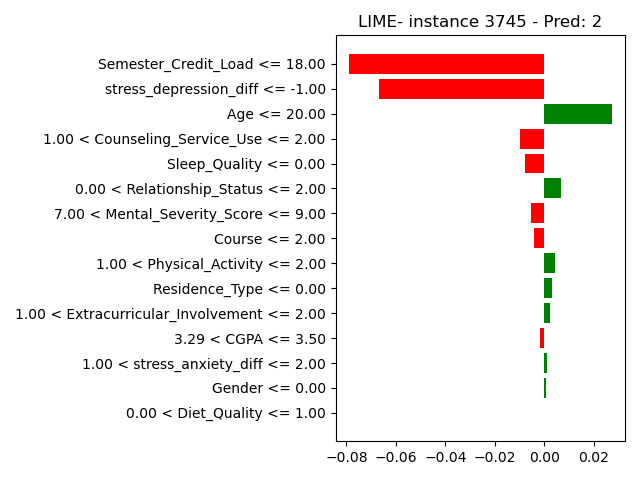 LIME- instance 3745 - Pred: 2
Semester_Credit_Load <= 18.00
stress_depression_diff <= -1.00
Age <= 20.00
1.00 < Counseling_Service_Use <= 2.00
Sleep_Quality <= 0.00
0.00 < Relationship_Status <= 2.00
7.00 < Mental_Severity_Score <= 9.00
Course <= 2.00
1.00 < Physical_Activity <= 2.00
Residence_Type <= 0.00
1.00 < Extracurricular_Involvement <= 2.00
3.29 < CGPA <= 3.50
1.00 < stress_anxiety_diff <= 2.00
Gender <= 0.00
0.00 < Diet_Quality <= 1.00
−0.08 −0.06 −0.04 −0.02 0.00 0.02